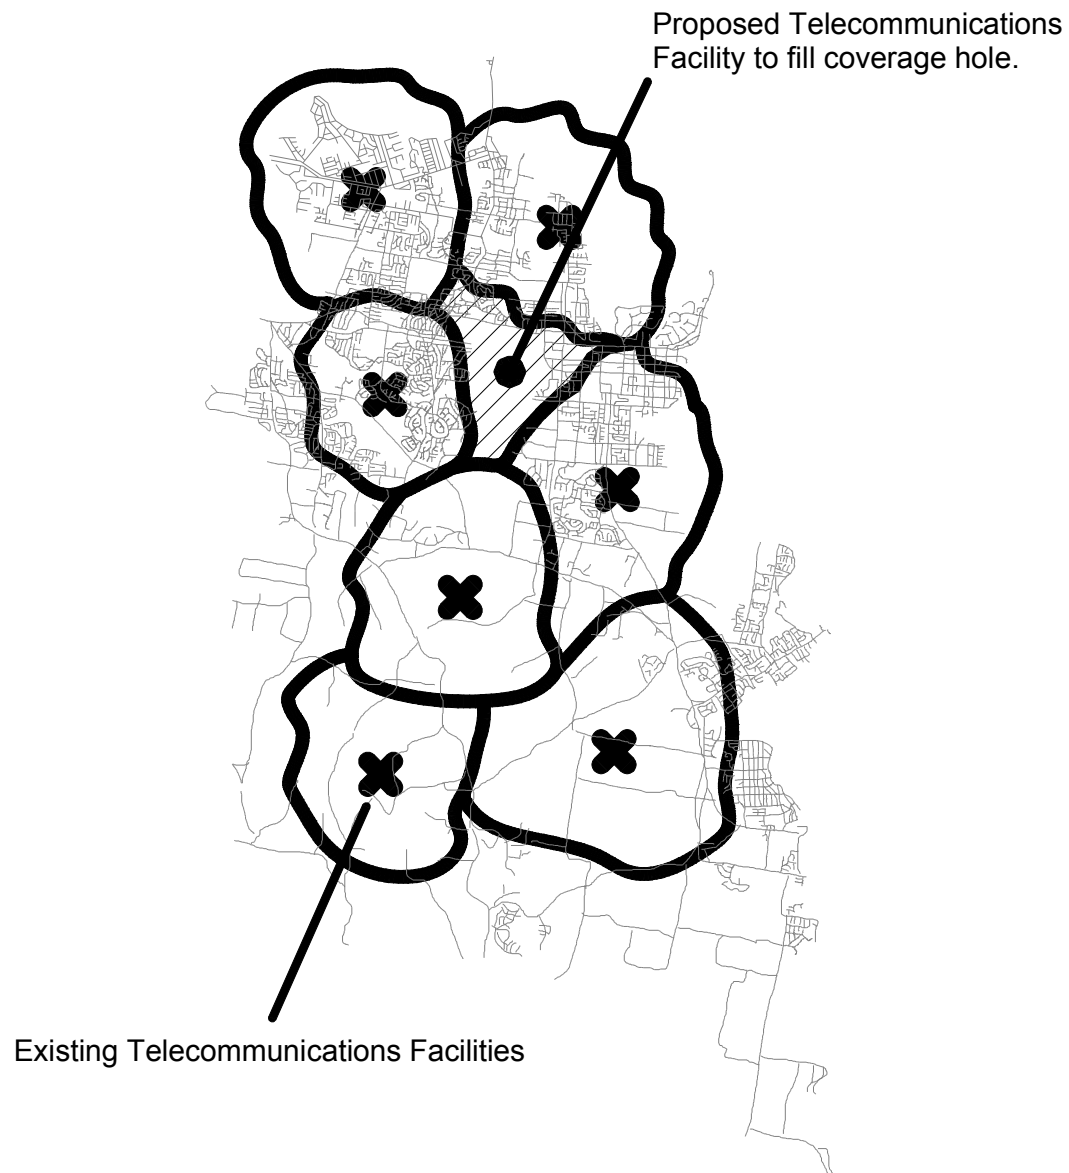 Proposed Telecommunications
Facility to fill coverage hole.
Existing Telecommunications Facilities